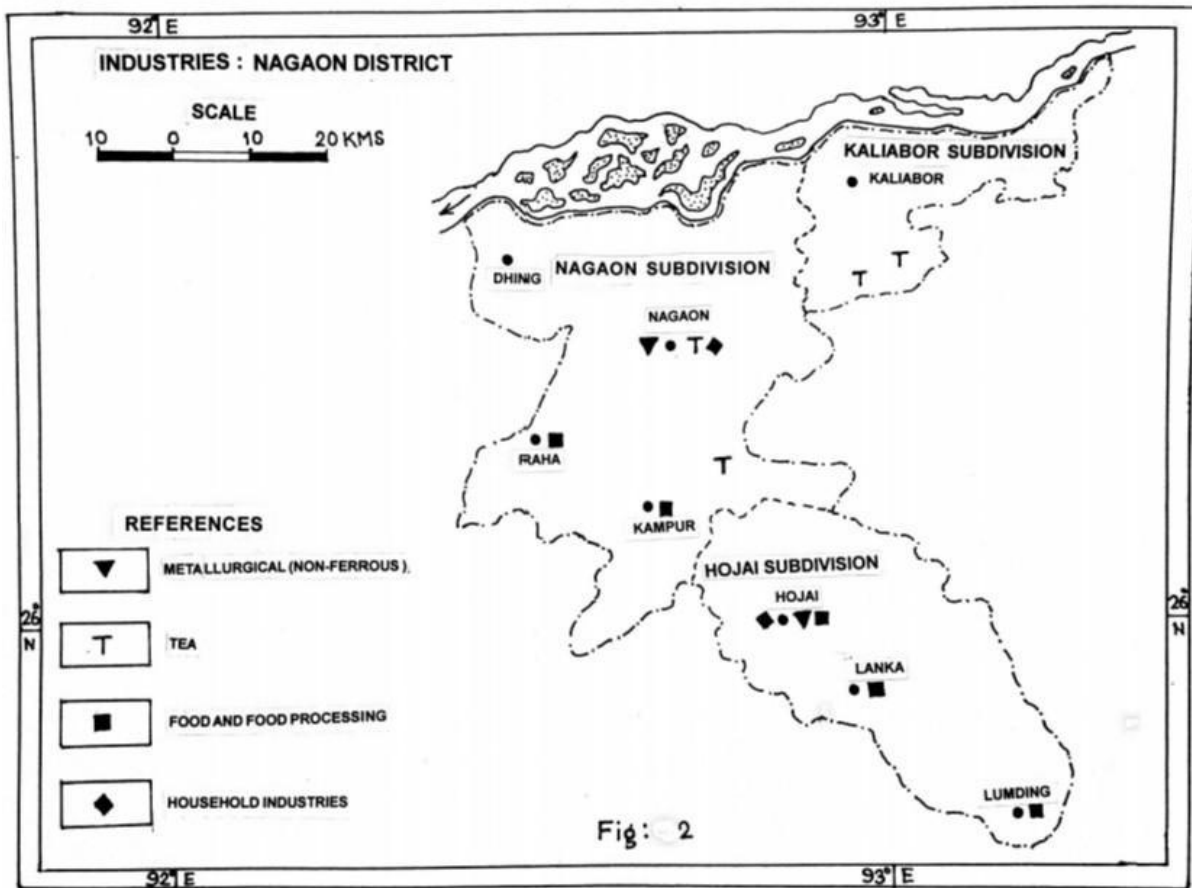 92° E
93° E
INDUSTRIES : NAGAON DISTRICT
SCALE
10 0 10 20 KMS
KALIABOR SUBDIVISION
KALIABOR
DHING
NAGAON SUBDIVISION
NAGAON
RAHA
KAMPUR
REFERENCES
METALLURGICAL (NON-FERROUS)
TEA
FOOD AND FOOD PROCESSING
HOUSEHOLD INDUSTRIES
HOJAI SUBDIVISION
HOJAI
LANKA
LUMDING
26° N
26° N
Fig: 2
92° E
93° E